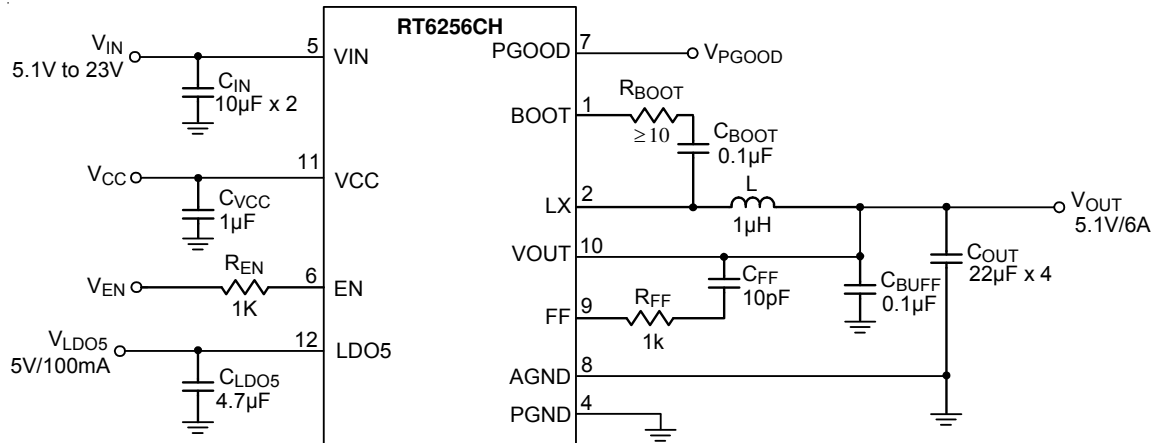 RT6256CH
VIN
5.1V to 23V
5
VIN
CIN
10µF x 2
VCC
11
VCC
CVCC
1µF
VEN
REN
1K
6
EN
VLDO5
5V/100mA
12
LDO5
CLDO5
4.7µF
PGOOD
7
VPGOOD
BOOT
1
RBOOT
≥10
CBOOT
0.1µF
LX
2
L
1µH
VOUT
5.1V/6A
VOUT
10
CFF
10pF
CBUFF
0.1µF
COUT
22µF x 4
FF
9
RFF
1k
AGND
8
PGND
4